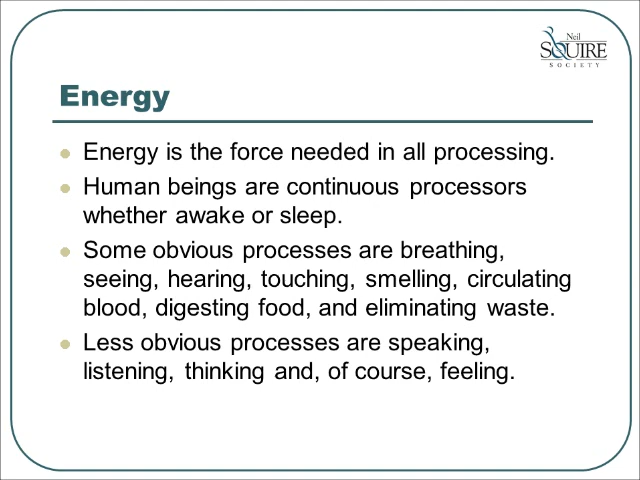 Neil
SQUIRE
SOCIETY
Energy
Energy is the force needed in all processing.
Human beings are continuous processors
whether awake or sleep.
Some obvious processes are breathing,
seeing, hearing, touching, smelling, circulating
blood, digesting food, and eliminating waste.
Less obvious processes are speaking,
listening, thinking and, of course, feeling.